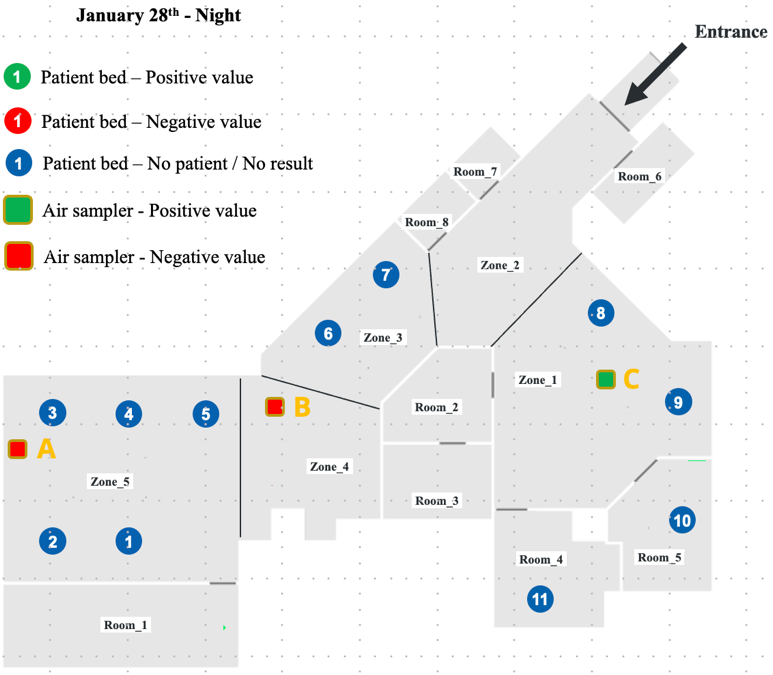 January 28th - Night
Entrance
1 Patient bed – Positive value
1 Patient bed – Negative value
1 Patient bed – No patient / No result
Air sampler - Positive value
Air sampler - Negative value
Room_7
Room_6
Room_8
Zone_2
7
8
6
Zone_3
Zone_1
C
3
4
5
B
Room_2
9
A
Zone_4
Zone_5
Room_3
10
2
1
Room_4
Room_5
11
Room_1